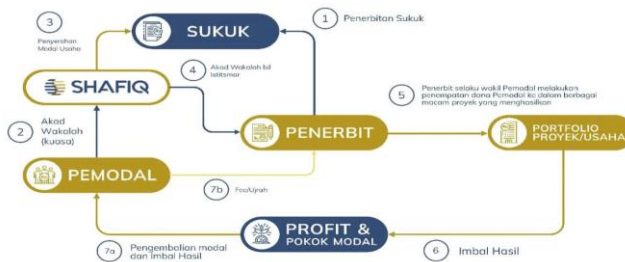 3
Penyerahan
Modal Usaha
SUKUK
1
Penerbitan Sukuk
SHAFIQ
4
Akad Wakalah bil
Istitsmar
5
Penerbit selaku wakil Pemodal melakukan
penempatan dana Pemodal ke dalam berbagai
macam proyek yang menghasilkan
2
Akad
Wakalah
(kuasa)
PENERBIT
PORTFOLIO
PROYEK/USAHA
PEMODAL
7b
Fee/Ujrah
7a
Pengembalian modal
dan Imbal Hasil
PROFIT &
POKOK MODAL
6
Imbal Hasil